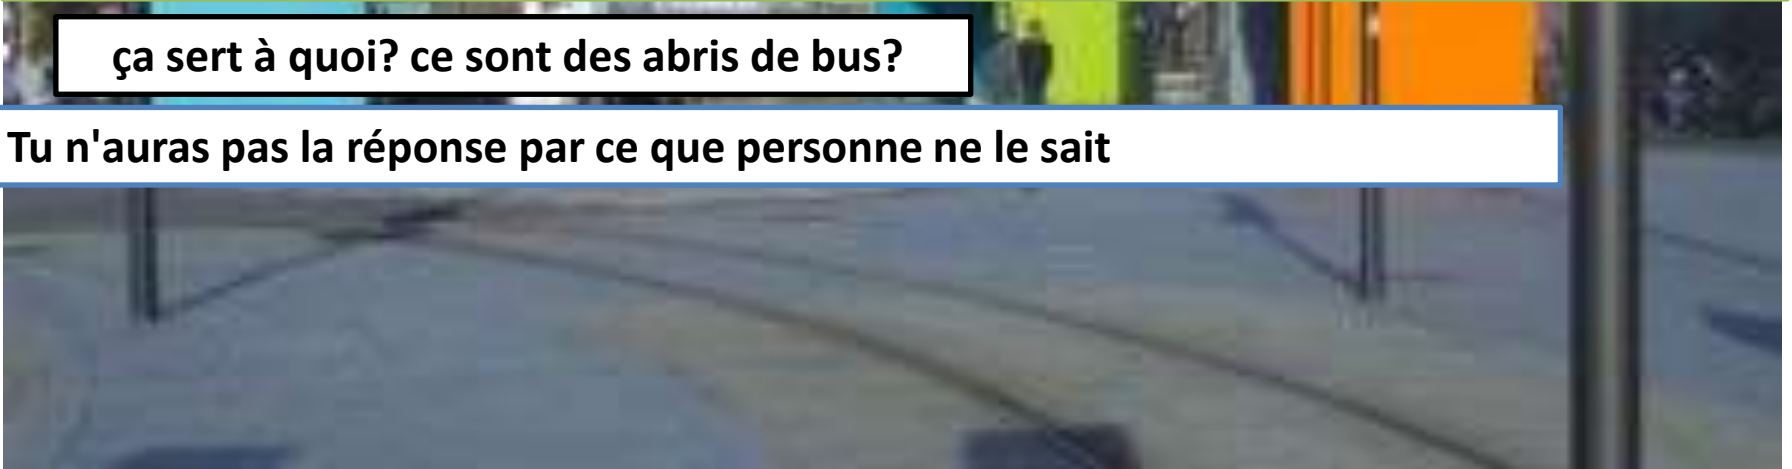 ça sert à quoi? ce sont des abris de bus?
Tu n'auras pas la réponse par ce que personne ne le sait